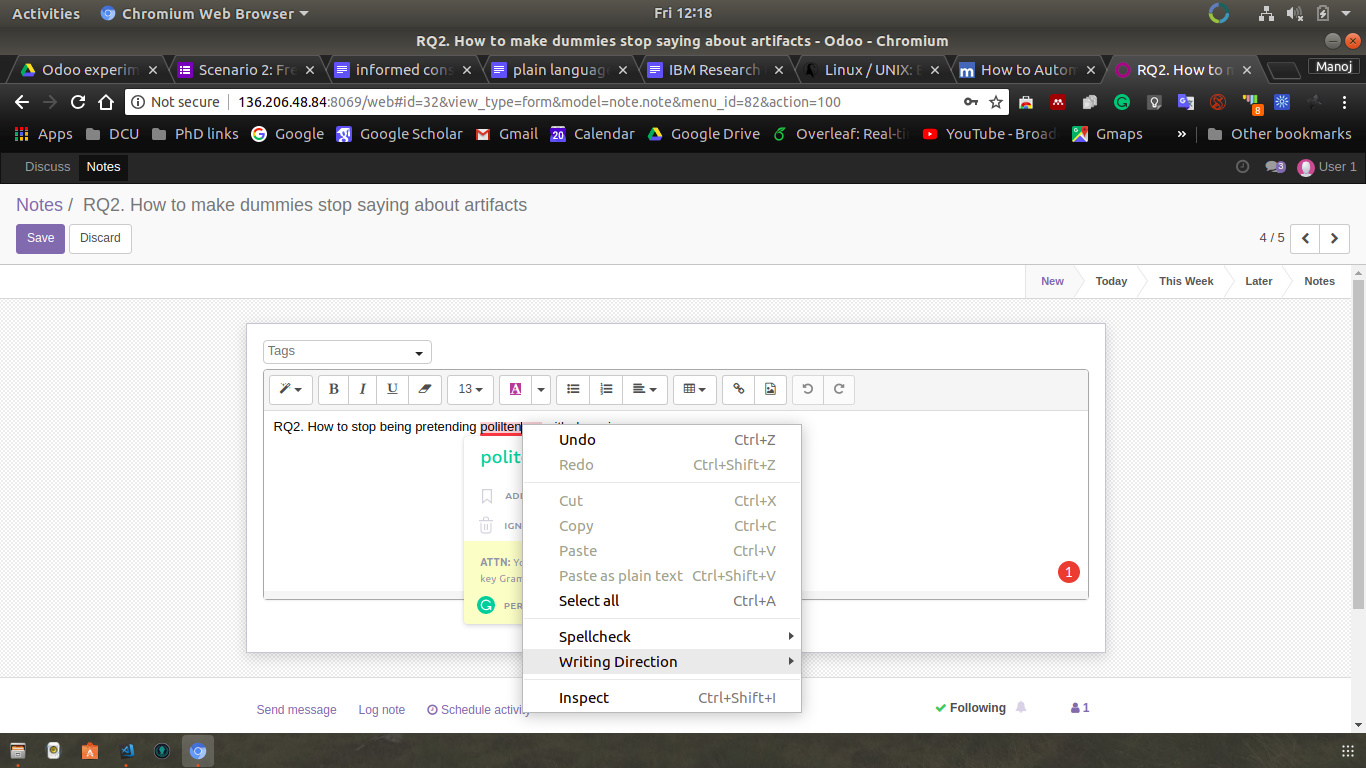 Activities Chromium Web Browser Fri 12:18
RQ2. How to make dummies stop saying about artifacts - Odoo - Chromium
Odoo experim Scenario 2: Fre informed cons plain language IBM Research Linux / UNIX: How to Autom RQ2. How to Manoj
Not secure 136.206.48.84:8069/web#id=32&view_type=form&model=note.note&menu_id=82&action=100 8
Apps DCU PhD links Google Google Scholar Gmail 20 Calendar Google Drive Overleaf: Real-ti YouTube - Broad Gmaps » Other bookmarks
Discuss Notes 3 User 1
Notes / RQ2. How to make dummies stop saying about artifacts
Save Discard 4 / 5
New Today This Week Later Notes
Tags
B I U 13 A
RQ2. How to stop being pretending polilten
polite
ADD
IGN
ATTN: Yo
key Gram
PER
1
Undo Ctrl+Z
Redo Ctrl+Shift+Z
Cut Ctrl+X
Copy Ctrl+C
Paste Ctrl+V
Paste as plain text Ctrl+Shift+V
Select all Ctrl+A
Spellcheck
Writing Direction
Inspect Ctrl+Shift+I
Send message Log note Schedule activity Following 1